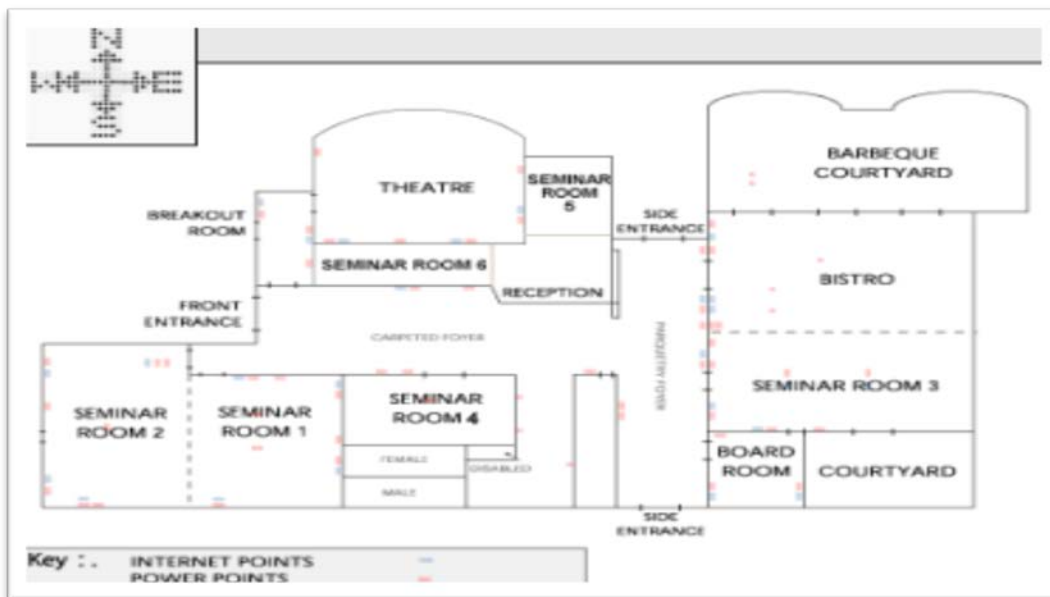 N
W E
S
BARBEQUE
COURTYARD
THEATRE
SEMINAR
ROOM
5
BREAKOUT
ROOM
SIDE
ENTRANCE
SEMINAR ROOM 6
BISTRO
RECEPTION
FRONT
ENTRANCE
CARPETED FOYER
PARQUETRY FOYER
SEMINAR ROOM 3
SEMINAR
ROOM 2
SEMINAR
ROOM 1
SEMINAR
ROOM 4
FEMALE
DISABLED
MALE
BOARD
ROOM
COURTYARD
SIDE
ENTRANCE
Key :.
INTERNET POINTS
POWER POINTS